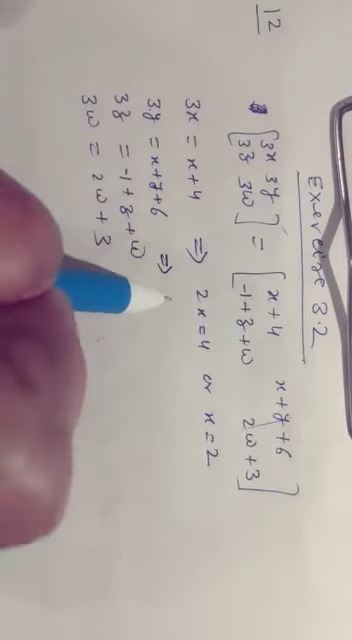 Exercise 3.2
12
[3x 3y
3z 3w] = [x+4 x+y+6
-1+z+w 2w+3]
3x = x+4 ⇒ 2x=4 or x=2
3y = x+y+6 ⇒
3z = -1+z+w
3w = 2w+3